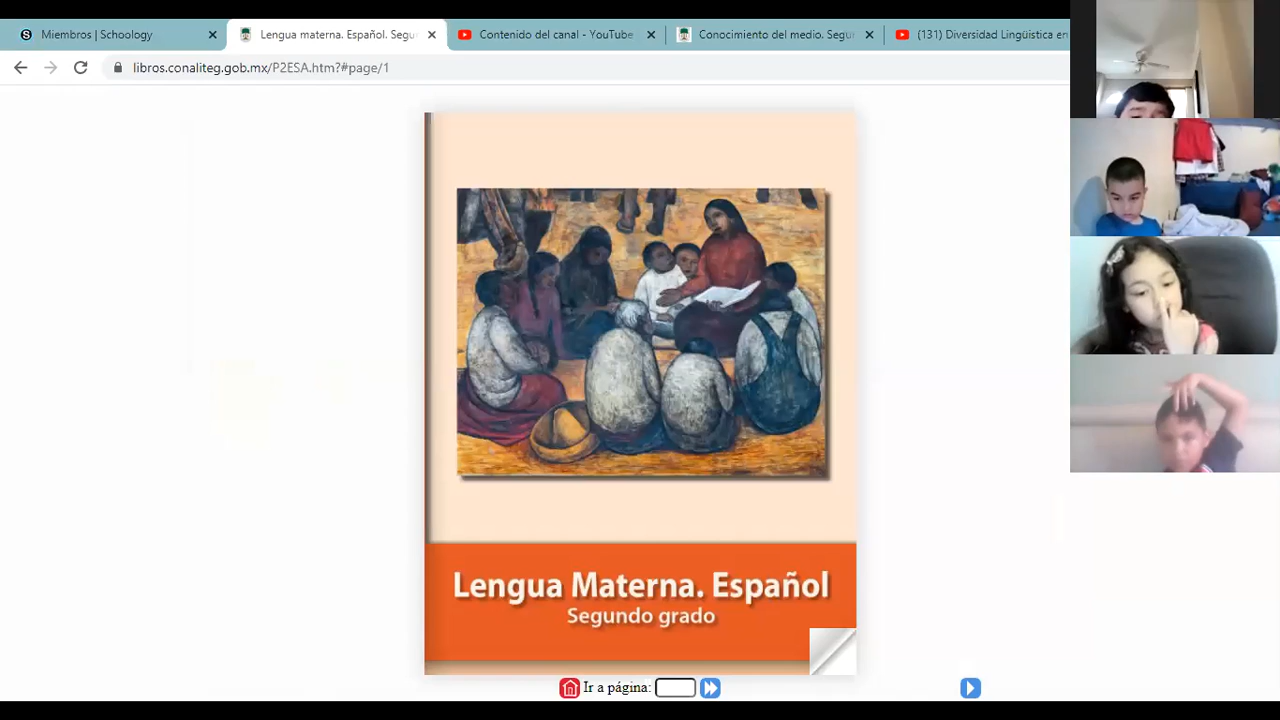 Miembros | Schoology
Lengua materna. Español. Segu
Contenido del canal - YouTube
Conocimiento del medio. Segu
(131) Diversidad Lingüística en
libros.conaliteg.gob.mx/P2ESA.htm?#page/1
Lengua Materna. Español
Segundo grado
Ir a página: